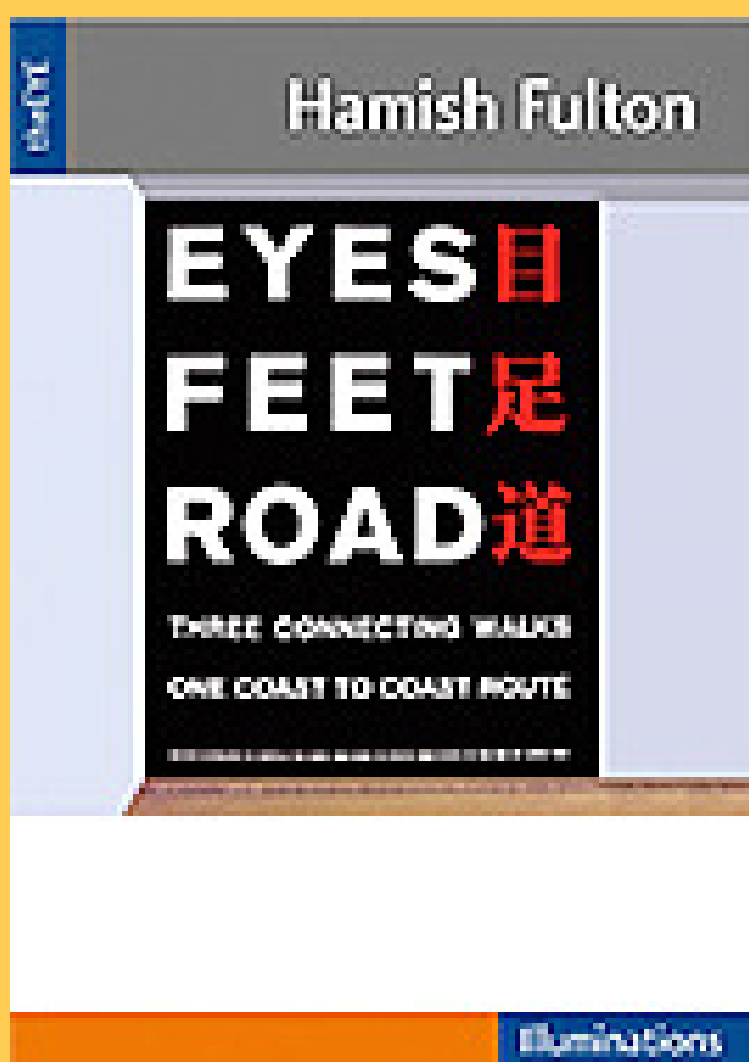 theEYE
Hamish Fulton
EYES目
FEET足
ROAD道
THREE CONNECTING WALKS
ONE COAST TO COAST ROUTE
Illuminations